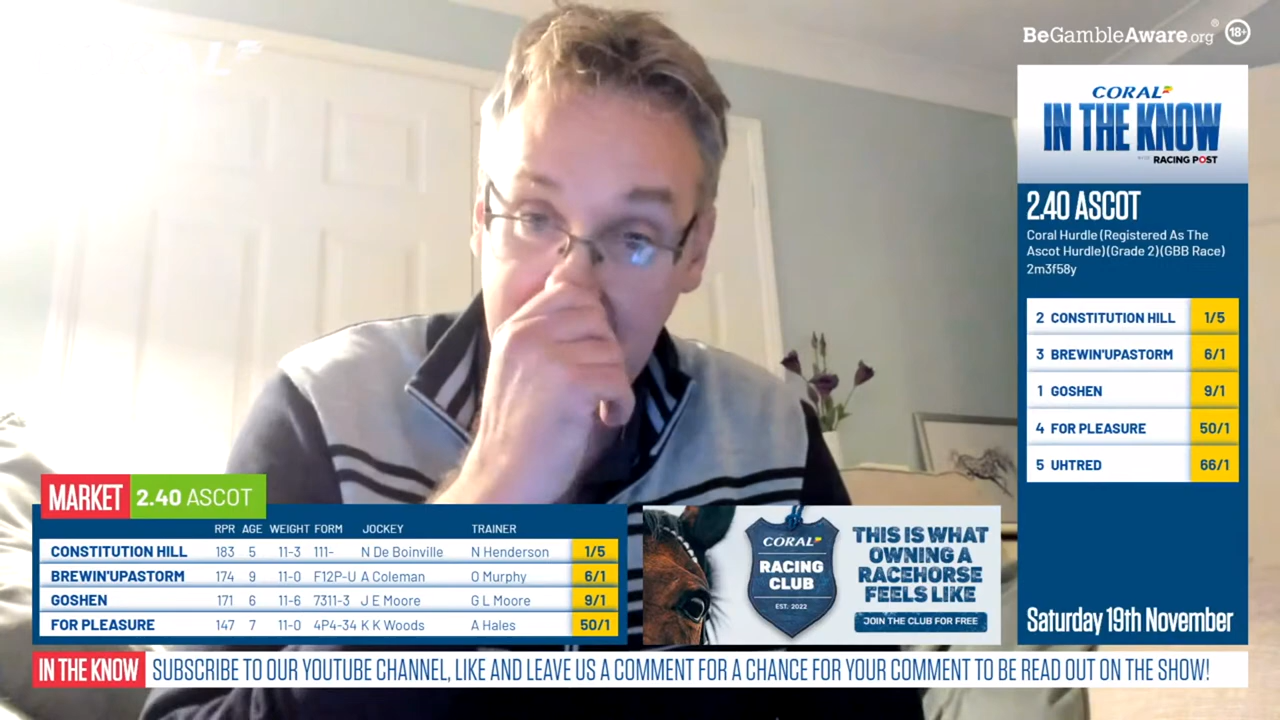 BeGambleAware.org® 18+
CORAL
IN THE KNOW
WITH RACING POST
2.40 ASCOT
Coral Hurdle (Registered As The
Ascot Hurdle) (Grade 2) (GBB Race)
2m3f58y
2 CONSTITUTION HILL 1/5
3 BREWIN'UPASTORM 6/1
1 GOSHEN 9/1
4 FOR PLEASURE 50/1
5 UHTRED 66/1
Saturday 19th November
MARKET 2.40 ASCOT
RPR AGE WEIGHT FORM JOCKEY TRAINER
CONSTITUTION HILL 183 5 11-3 111- N De Boinville N Henderson 1/5
BREWIN'UPASTORM 174 9 11-0 F12P-U A Coleman O Murphy 6/1
GOSHEN 171 6 11-6 7311-3 J E Moore G L Moore 9/1
FOR PLEASURE 147 7 11-0 4P4-34 K K Woods A Hales 50/1
CORAL
RACING
CLUB
EST. 2022
THIS IS WHAT
OWNING A
RACEHORSE
FEELS LIKE
JOIN THE CLUB FOR FREE
IN THE KNOW SUBSCRIBE TO OUR YOUTUBE CHANNEL, LIKE AND LEAVE US A COMMENT FOR A CHANCE FOR YOUR COMMENT TO BE READ OUT ON THE SHOW!